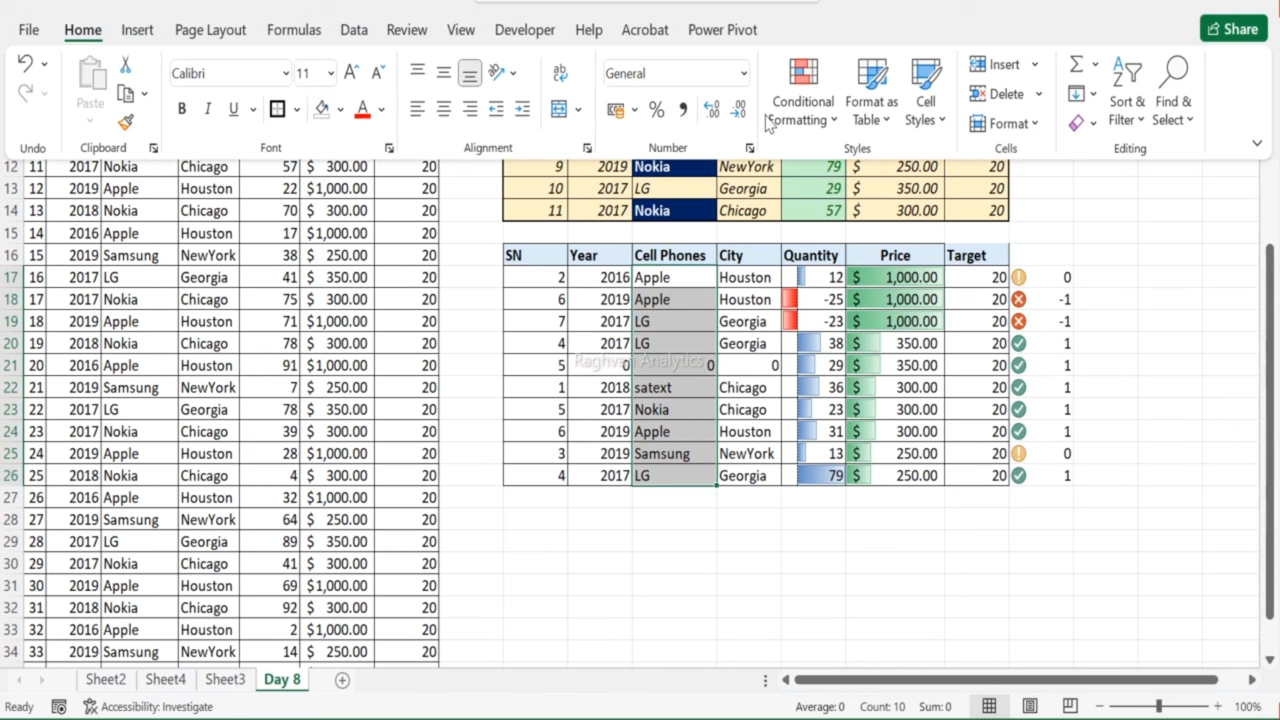 File Home Insert Page Layout Formulas Data Review View Developer Help Acrobat Power Pivot Share
Calibri 11 General
Paste Conditional Formatting Format as Table Cell Styles Insert Delete Format Sort & Filter Find & Select
Undo Clipboard Font Alignment Number Styles Cells Editing
12 11 2017 Nokia Chicago 57 $ 300.00 20 9 2019 Nokia NewYork 79 $ 250.00 20
13 12 2019 Apple Houston 22 $1,000.00 20 10 2017 LG Georgia 29 $ 350.00 20
14 13 2018 Nokia Chicago 70 $ 300.00 20 11 2017 Nokia Chicago 57 $ 300.00 20
15 14 2016 Apple Houston 17 $1,000.00 20
16 15 2019 Samsung NewYork 38 $ 250.00 20 SN Year Cell Phones City Quantity Price Target
17 16 2017 LG Georgia 41 $ 350.00 20 2 2016 Apple Houston 12 $ 1,000.00 20 0
18 17 2017 Nokia Chicago 75 $ 300.00 20 6 2019 Apple Houston -25 $ 1,000.00 20 -1
19 18 2019 Apple Houston 71 $1,000.00 20 7 2017 LG Georgia -23 $ 1,000.00 20 -1
20 19 2018 Nokia Chicago 78 $ 300.00 20 4 2017 LG Georgia 38 $ 350.00 20 1
21 20 2016 Apple Houston 91 $1,000.00 20 5 0 0 0 29 $ 350.00 20 1
Raghvan Analytics
22 21 2019 Samsung NewYork 7 $ 250.00 20 1 2018 satext Chicago 36 $ 300.00 20 1
23 22 2017 LG Georgia 78 $ 350.00 20 5 2017 Nokia Chicago 23 $ 300.00 20 1
24 23 2017 Nokia Chicago 39 $ 300.00 20 6 2019 Apple Houston 31 $ 300.00 20 1
25 24 2019 Apple Houston 28 $1,000.00 20 3 2019 Samsung NewYork 13 $ 250.00 20 0
26 25 2018 Nokia Chicago 4 $ 300.00 20 4 2017 LG Georgia 79 $ 250.00 20 1
27 26 2016 Apple Houston 32 $1,000.00 20
28 27 2019 Samsung NewYork 64 $ 250.00 20
29 28 2017 LG Georgia 89 $ 350.00 20
30 29 2017 Nokia Chicago 41 $ 300.00 20
31 30 2019 Apple Houston 69 $1,000.00 20
32 31 2018 Nokia Chicago 92 $ 300.00 20
33 32 2016 Apple Houston 2 $1,000.00 20
34 33 2019 Samsung NewYork 14 $ 250.00 20
Sheet2 Sheet4 Sheet3 Day 8
Ready Accessibility: Investigate Average: 0 Count: 10 Sum: 0 100%